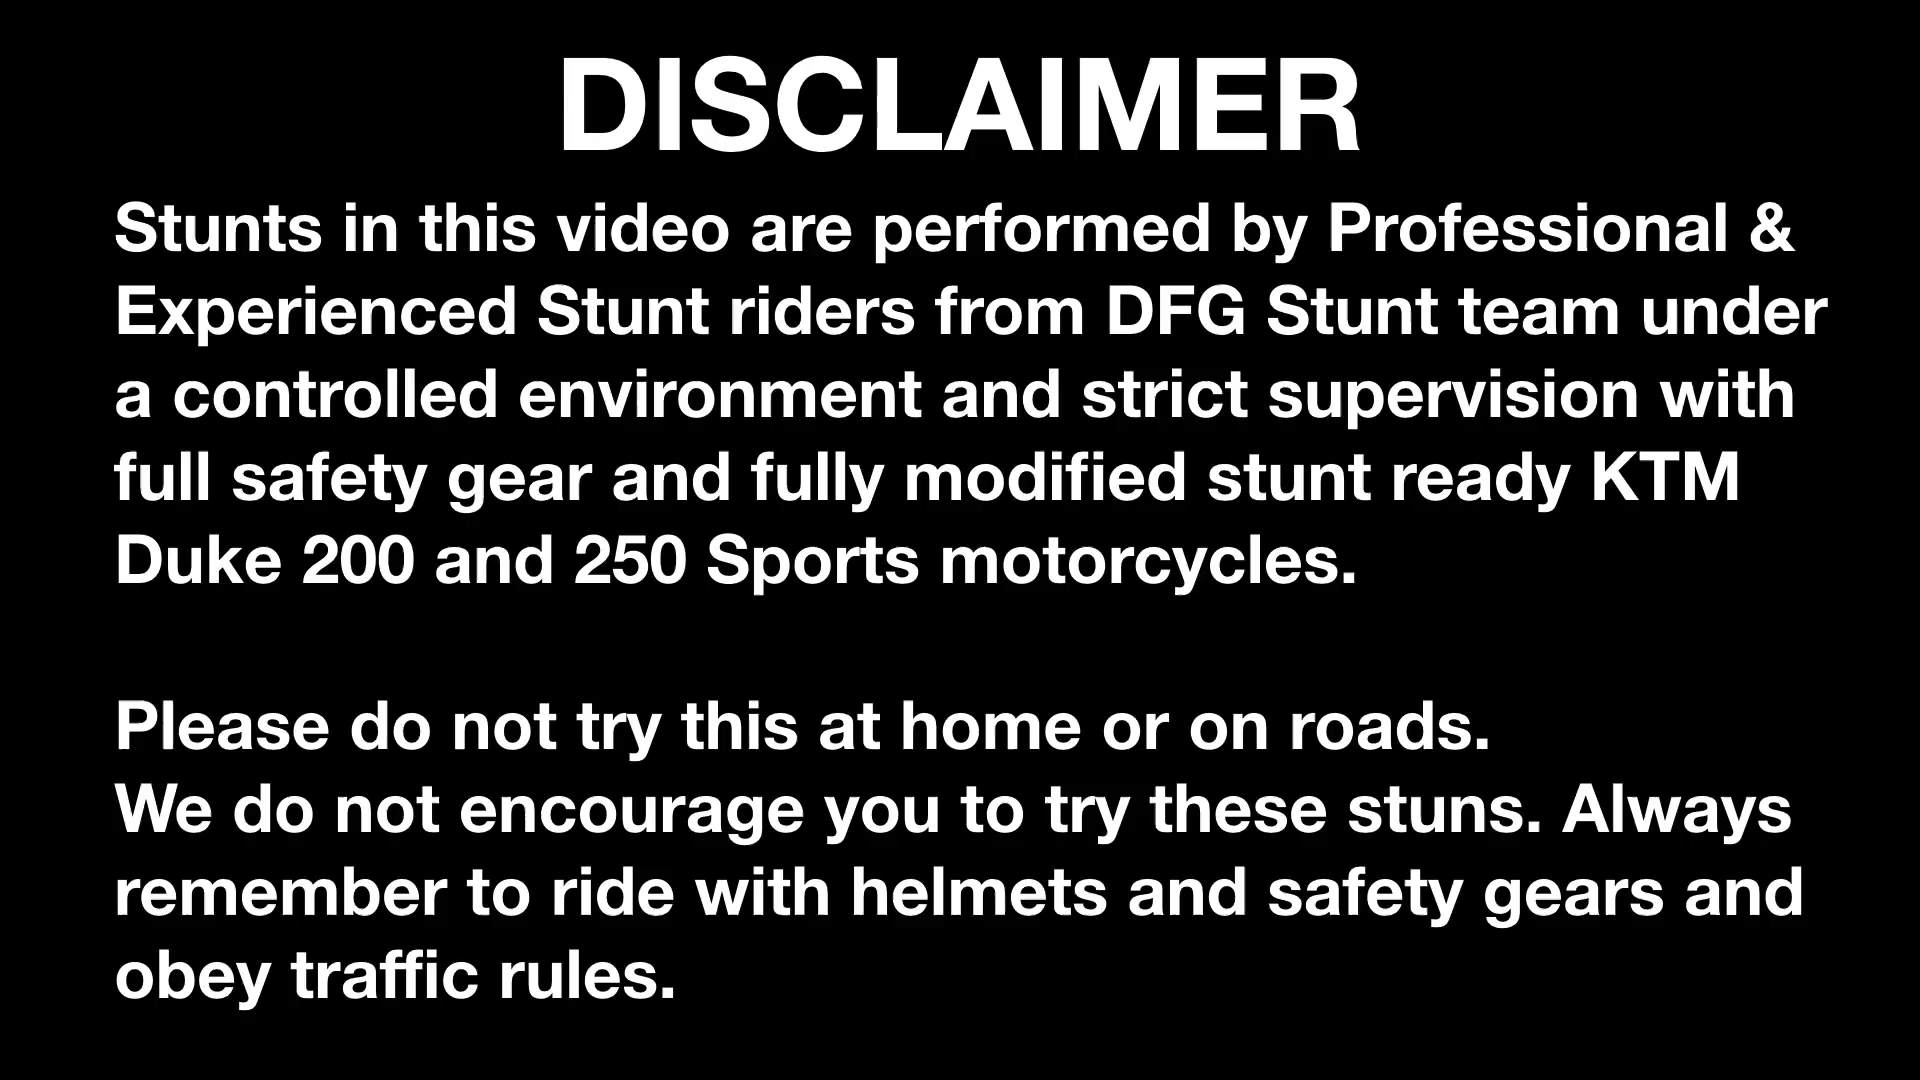 DISCLAIMER
Stunts in this video are performed by Professional &
Experienced Stunt riders from DFG Stunt team under
a controlled environment and strict supervision with
full safety gear and fully modified stunt ready KTM
Duke 200 and 250 Sports motorcycles.
Please do not try this at home or on roads.
We do not encourage you to try these stuns. Always
remember to ride with helmets and safety gears and
obey traffic rules.